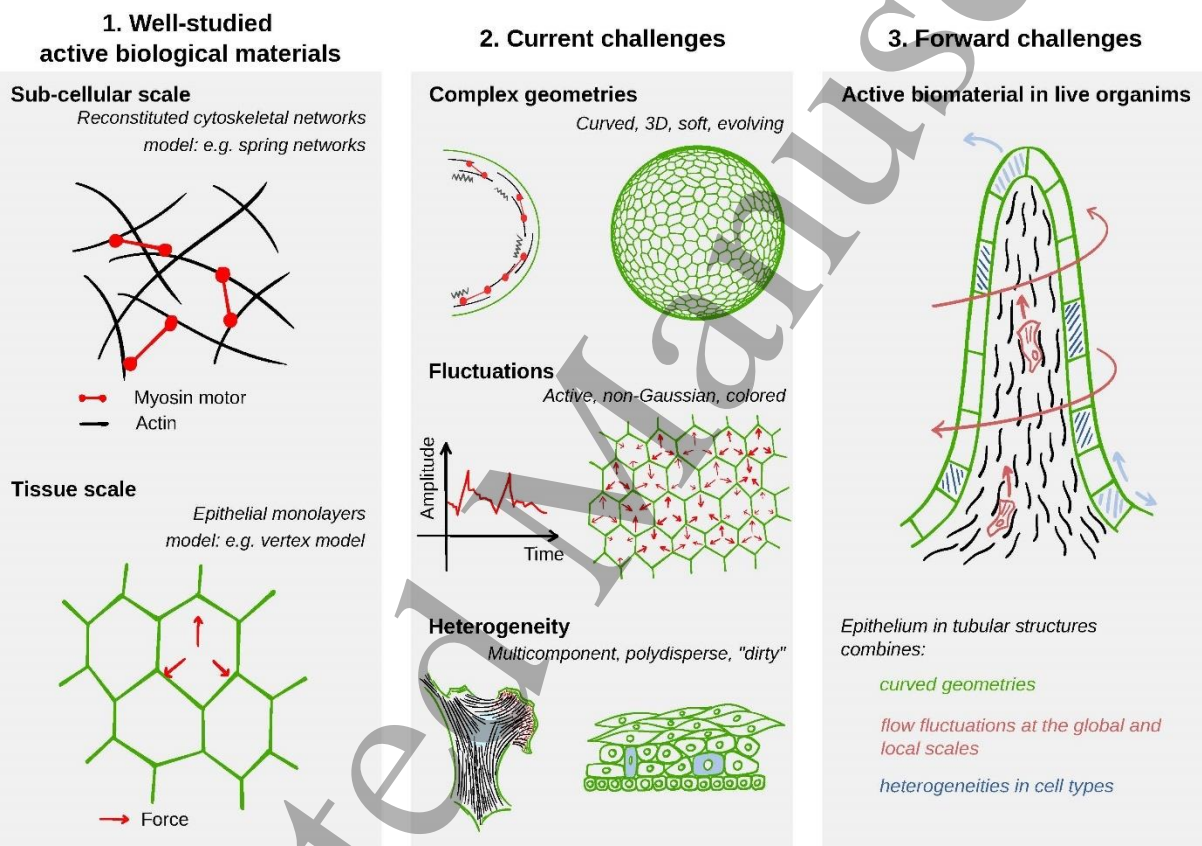 1. Well-studied
active biological materials
Sub-cellular scale
Reconstituted cytoskeletal networks
model: e.g. spring networks
Myosin motor
Actin
Tissue scale
Epithelial monolayers
model: e.g. vertex model
Force
2. Current challenges
Complex geometries
Curved, 3D, soft, evolving
Fluctuations
Active, non-Gaussian, colored
Amplitude
Time
Heterogeneity
Multicomponent, polydisperse, "dirty"
3. Forward challenges
Active biomaterial in live organims
Epithelium in tubular structures
combines:
curved geometries
flow fluctuations at the global and
local scales
heterogeneities in cell types
ted Manus